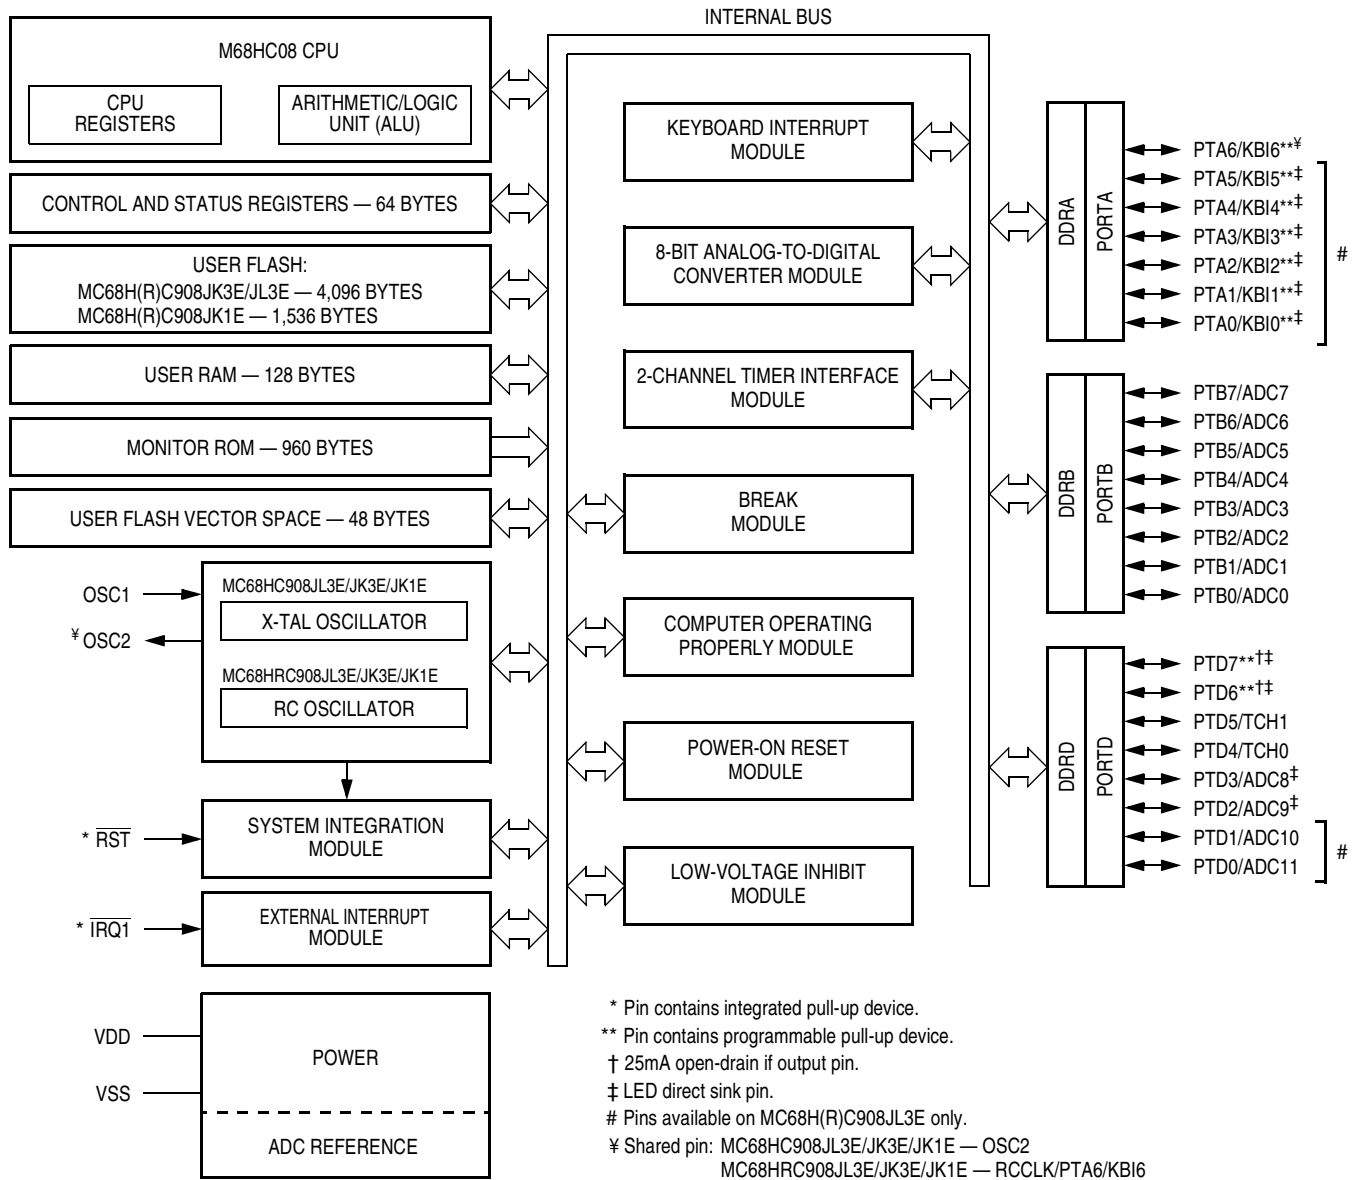 INTERNAL BUS
M68HC08 CPU
CPU
REGISTERS
ARITHMETIC/LOGIC
UNIT (ALU)
CONTROL AND STATUS REGISTERS — 64 BYTES
USER FLASH:
MC68H(R)C908JK3E/JL3E — 4,096 BYTES
MC68H(R)C908JK1E — 1,536 BYTES
USER RAM — 128 BYTES
MONITOR ROM — 960 BYTES
USER FLASH VECTOR SPACE — 48 BYTES
OSC1
¥ OSC2
MC68HC908JL3E/JK3E/JK1E
X-TAL OSCILLATOR
MC68HRC908JL3E/JK3E/JK1E
RC OSCILLATOR
* RST
SYSTEM INTEGRATION
MODULE
* IRQ1
EXTERNAL INTERRUPT
MODULE
VDD
VSS
POWER
ADC REFERENCE
KEYBOARD INTERRUPT
MODULE
8-BIT ANALOG-TO-DIGITAL
CONVERTER MODULE
2-CHANNEL TIMER INTERFACE
MODULE
BREAK
MODULE
COMPUTER OPERATING
PROPERLY MODULE
POWER-ON RESET
MODULE
LOW-VOLTAGE INHIBIT
MODULE
DDRA
PORTA
PTA6/KBI6**¥
PTA5/KBI5**‡
PTA4/KBI4**‡
PTA3/KBI3**‡
PTA2/KBI2**‡
PTA1/KBI1**‡
PTA0/KBI0**‡
#
DDRB
PORTB
PTB7/ADC7
PTB6/ADC6
PTB5/ADC5
PTB4/ADC4
PTB3/ADC3
PTB2/ADC2
PTB1/ADC1
PTB0/ADC0
DDRD
PORTD
PTD7**†‡
PTD6**†‡
PTD5/TCH1
PTD4/TCH0
PTD3/ADC8‡
PTD2/ADC9‡
PTD1/ADC10
PTD0/ADC11
#
* Pin contains integrated pull-up device.
** Pin contains programmable pull-up device.
† 25mA open-drain if output pin.
‡ LED direct sink pin.
# Pins available on MC68H(R)C908JL3E only.
¥ Shared pin: MC68HC908JL3E/JK3E/JK1E — OSC2
MC68HRC908JL3E/JK3E/JK1E — RCCLK/PTA6/KBI6